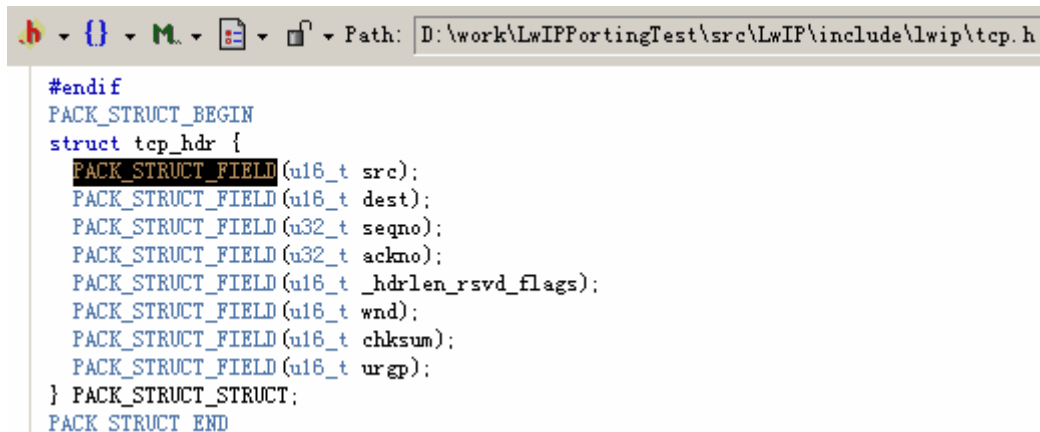 .h {} M.. Path: D:\work\LwIPPortingTest\src\LwIP\include\lwip\tcp.h
#endif
PACK_STRUCT_BEGIN
struct tcp_hdr {
  PACK_STRUCT_FIELD(u16_t src);
  PACK_STRUCT_FIELD(u16_t dest);
  PACK_STRUCT_FIELD(u32_t seqno);
  PACK_STRUCT_FIELD(u32_t ackno);
  PACK_STRUCT_FIELD(u16_t _hdrlen_rsvd_flags);
  PACK_STRUCT_FIELD(u16_t wnd);
  PACK_STRUCT_FIELD(u16_t chksum);
  PACK_STRUCT_FIELD(u16_t urgp);
} PACK_STRUCT_STRUCT;
PACK_STRUCT_END